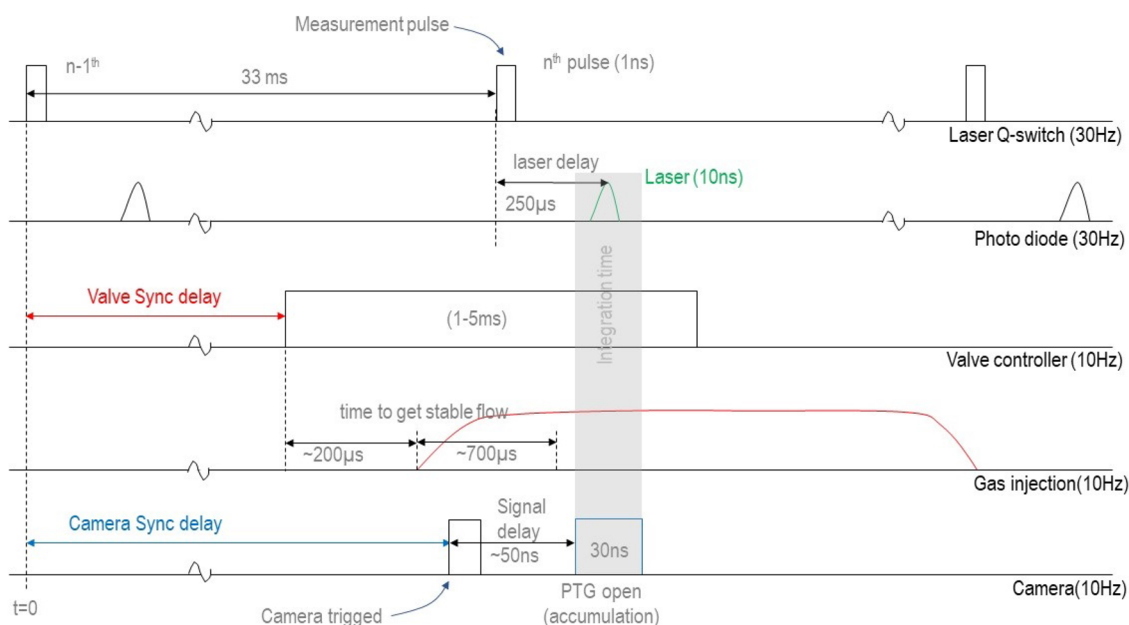 Measurement pulse
n-1th
33 ms
nth pulse (1ns)
Laser Q-switch (30Hz)
laser delay
Laser (10ns)
250µs
Photo diode (30Hz)
Integration time
Valve Sync delay
(1-5ms)
Valve controller (10Hz)
time to get stable flow
~200µs
~700µs
Gas injection(10Hz)
Signal
delay
~50ns
Camera Sync delay
30ns
Camera(10Hz)
t=0
Camera trigged
PTG open
(accumulation)